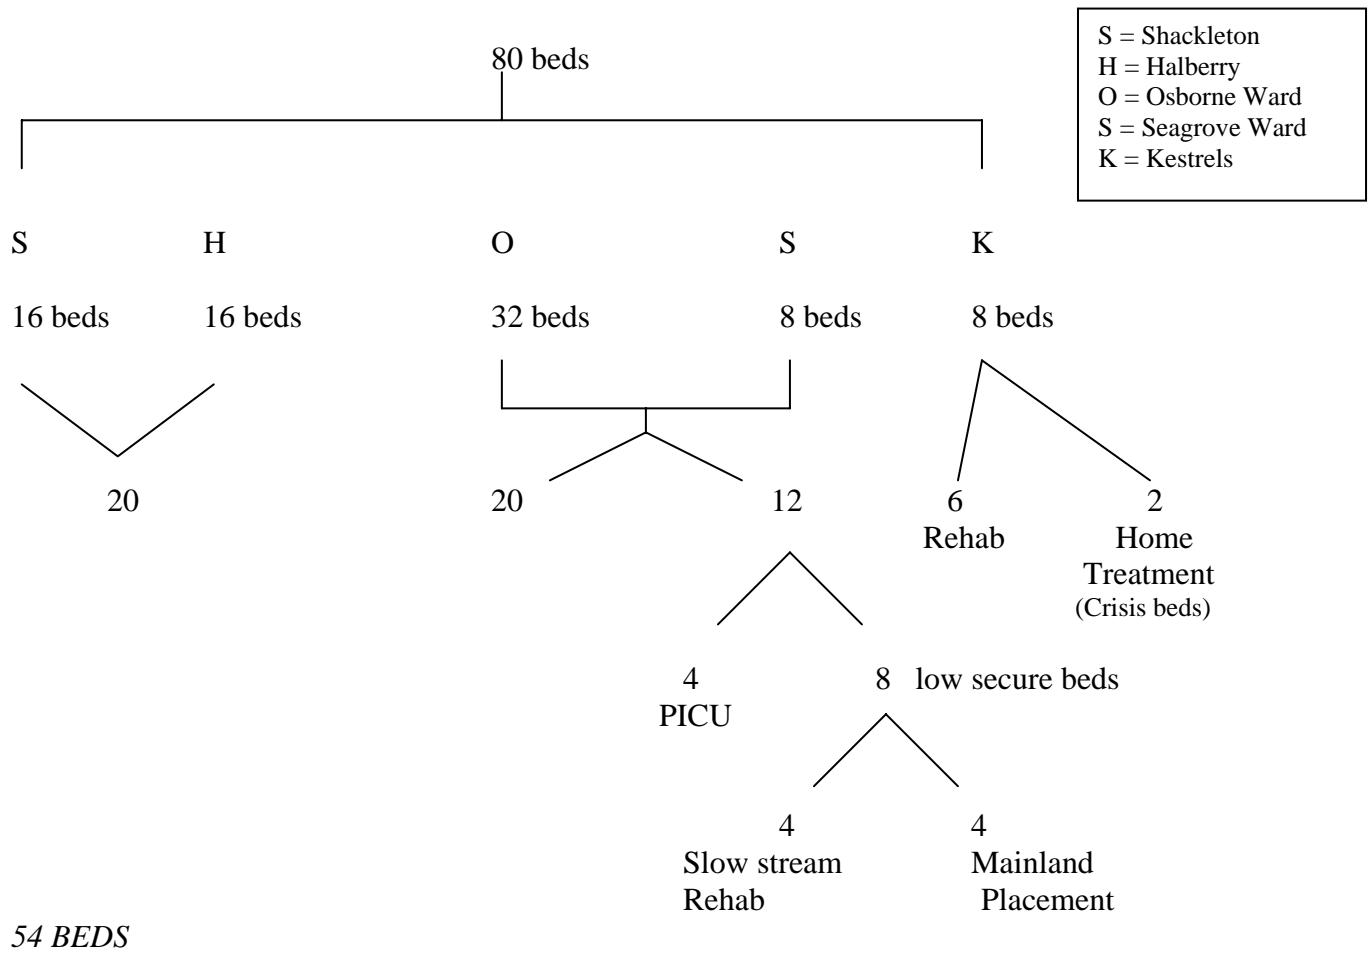 80 beds
S = Shackleton
H = Halberry
O = Osborne Ward
S = Seagrove Ward
K = Kestrels
S H O S K
16 beds 16 beds 32 beds 8 beds 8 beds
20 20 12 6 2
Rehab Home
Treatment
(Crisis beds)
4 8 low secure beds
PICU
4 4
Slow stream Mainland
Rehab Placement
54 BEDS